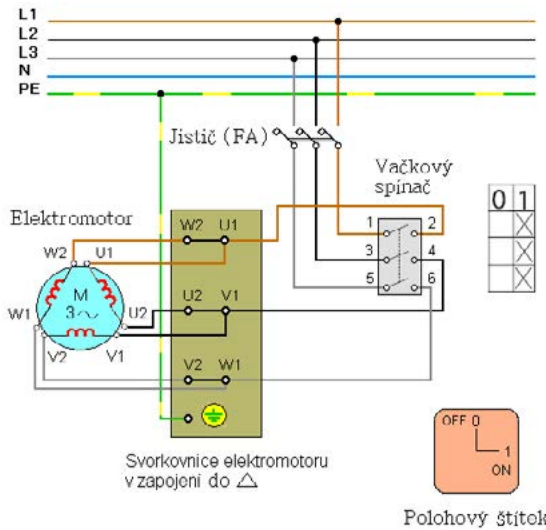 L1
L2
L3
N
PE
Jistič (FA)
Vačkový
spínač
0 1
X
X
X
1 2
3 4
5 6
Elektromotor
W2 U1
W2 U1
M
3 ~
W1 U2
V2 V1
U2 V1
V2 W1
Svorkovnice elektromotoru
v zapojení do △
OFF 0
1
ON
Polohový štítok